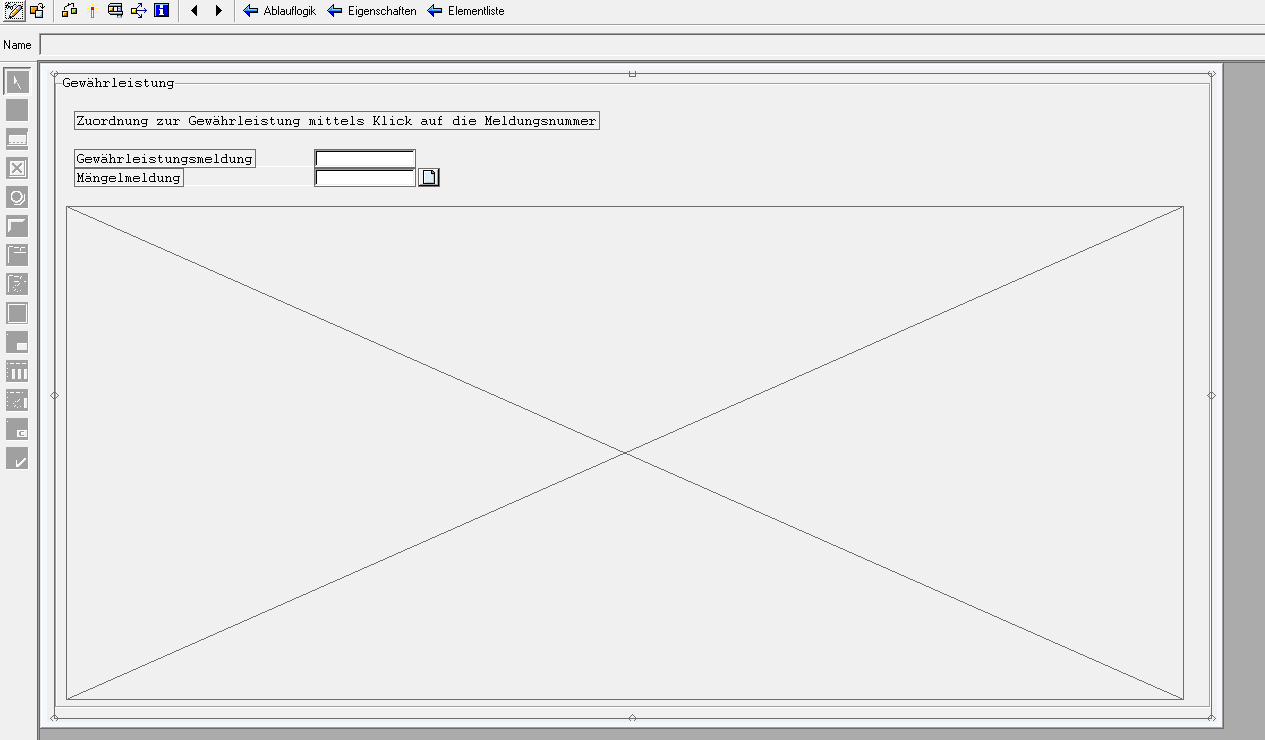 Ablauflogik Eigenschaften Elementliste
Name
Gewährleistung
Zuordnung zur Gewährleistung mittels Klick auf die Meldungsnummer
Gewährleistungsmeldung
Mängelmeldung